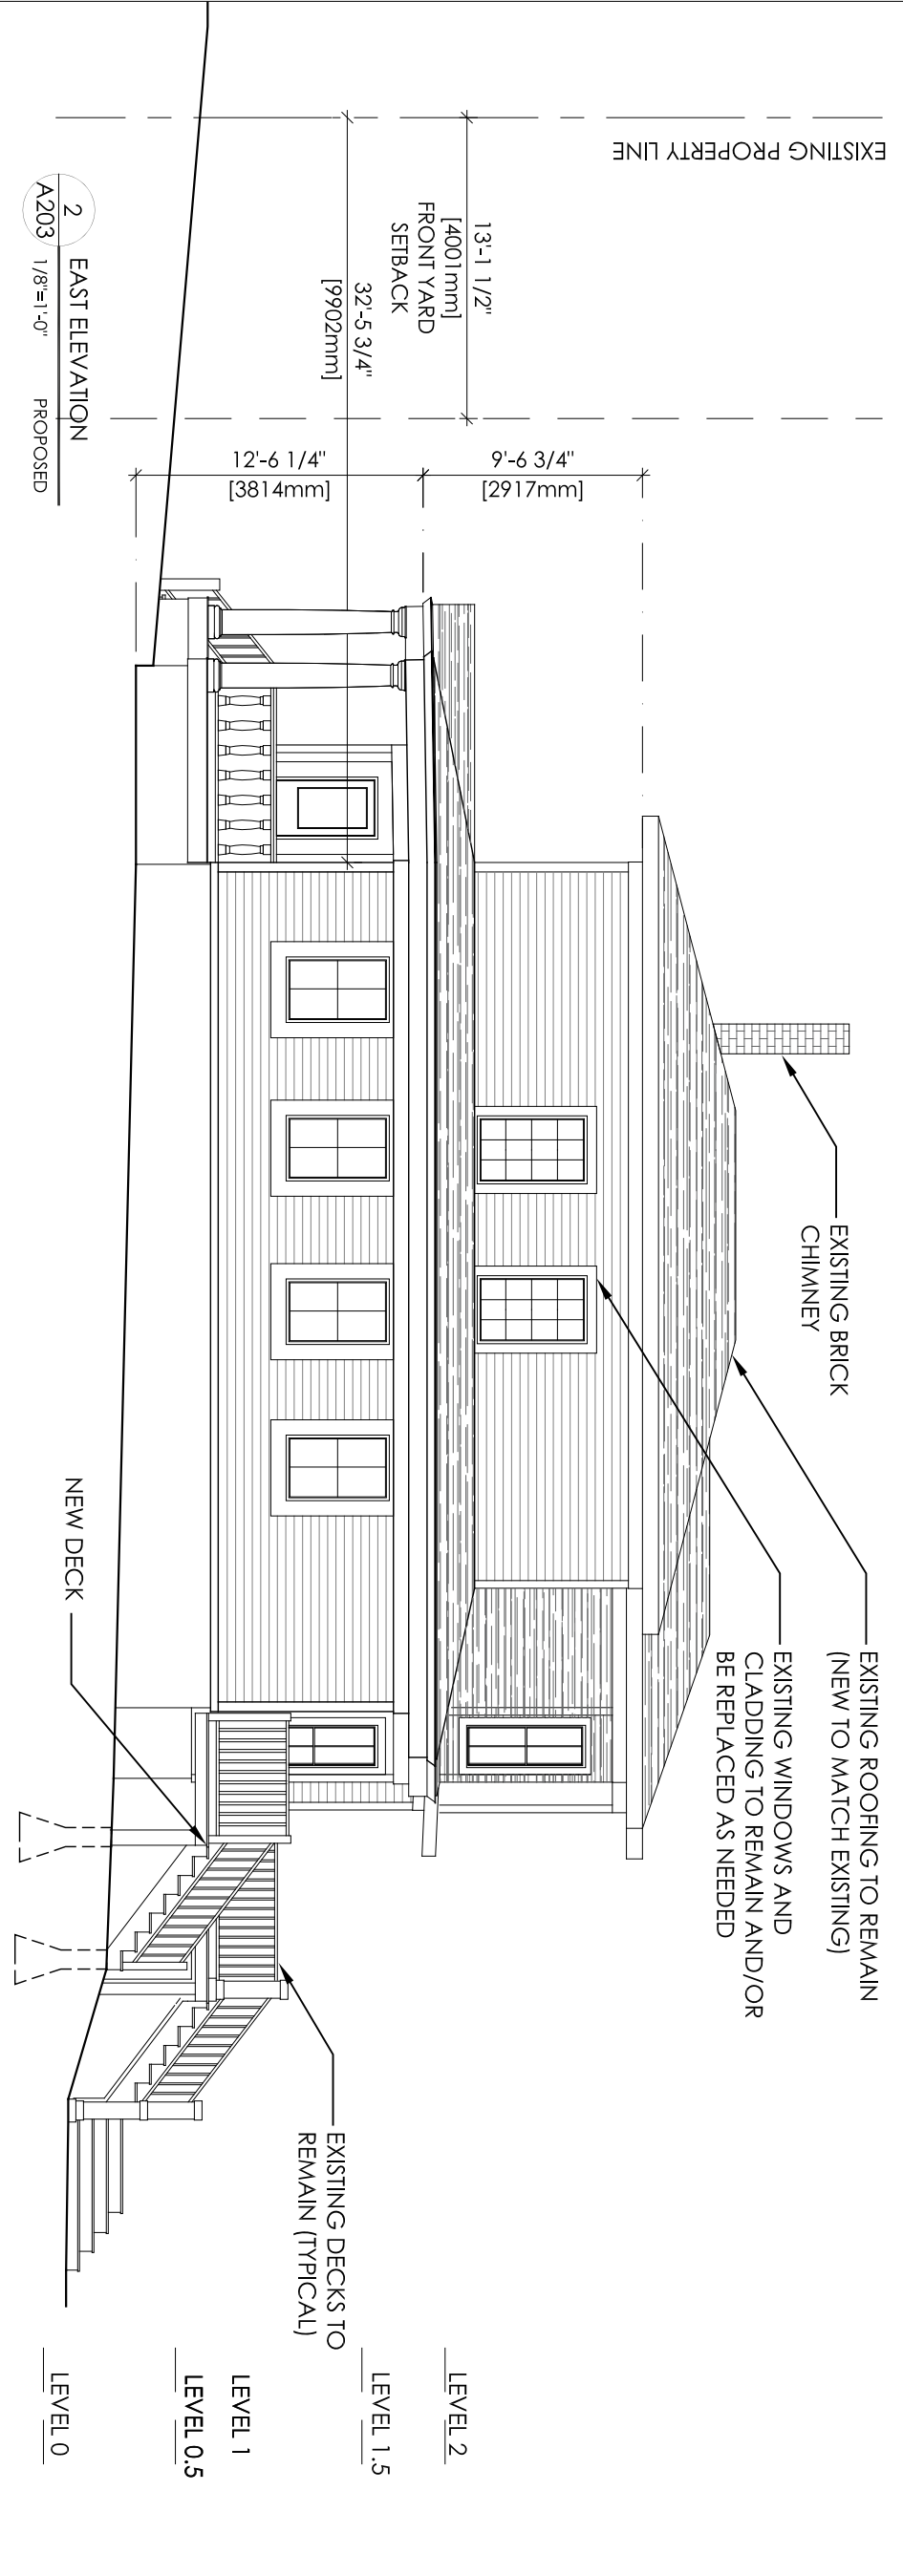 EXISTING PROPERTY LINE
13'-1 1/2"
[4001mm]
FRONT YARD
SETBACK
32'-5 3/4"
[9902mm]
9'-6 3/4"
[2917mm]
12'-6 1/4"
[3814mm]
EXISTING BRICK
CHIMNEY
EXISTING ROOFING TO REMAIN
(NEW TO MATCH EXISTING)
EXISTING WINDOWS AND
CLADDING TO REMAIN AND/OR
BE REPLACED AS NEEDED
EXISTING DECKS TO
REMAIN (TYPICAL)
NEW DECK
LEVEL 2
LEVEL 1.5
LEVEL 1
LEVEL 0.5
LEVEL 0
2
A203
EAST ELEVATION
1/8"=1'-0"
PROPOSED